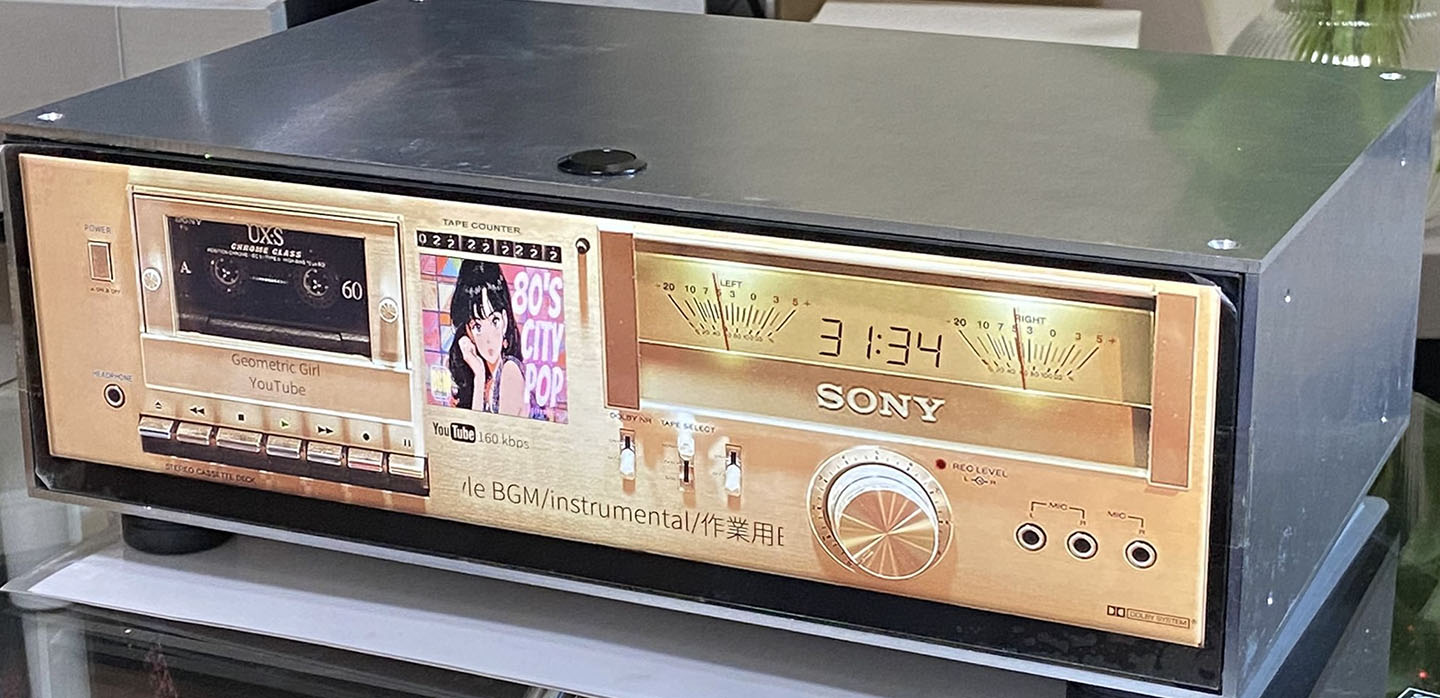 POWER
HEADPHONE
SONY
UX·S
CHROME CLASS
A
60
Geometric Girl
YouTube
STEREO CASSETTE DECK
TAPE COUNTER
80'S
CITY
POP
YouTube 160 kbps
le BGM/instrumental/作業用
LEFT
-20 10 7 5 3 0 3 5 +
31:34
RIGHT
-20 10 7 5 3 0 3 5 +
SONY
DOLBY NR
TAPE SELECT
REC LEVEL
L R
MIC
L R
MIC
R
DOLBY SYSTEM